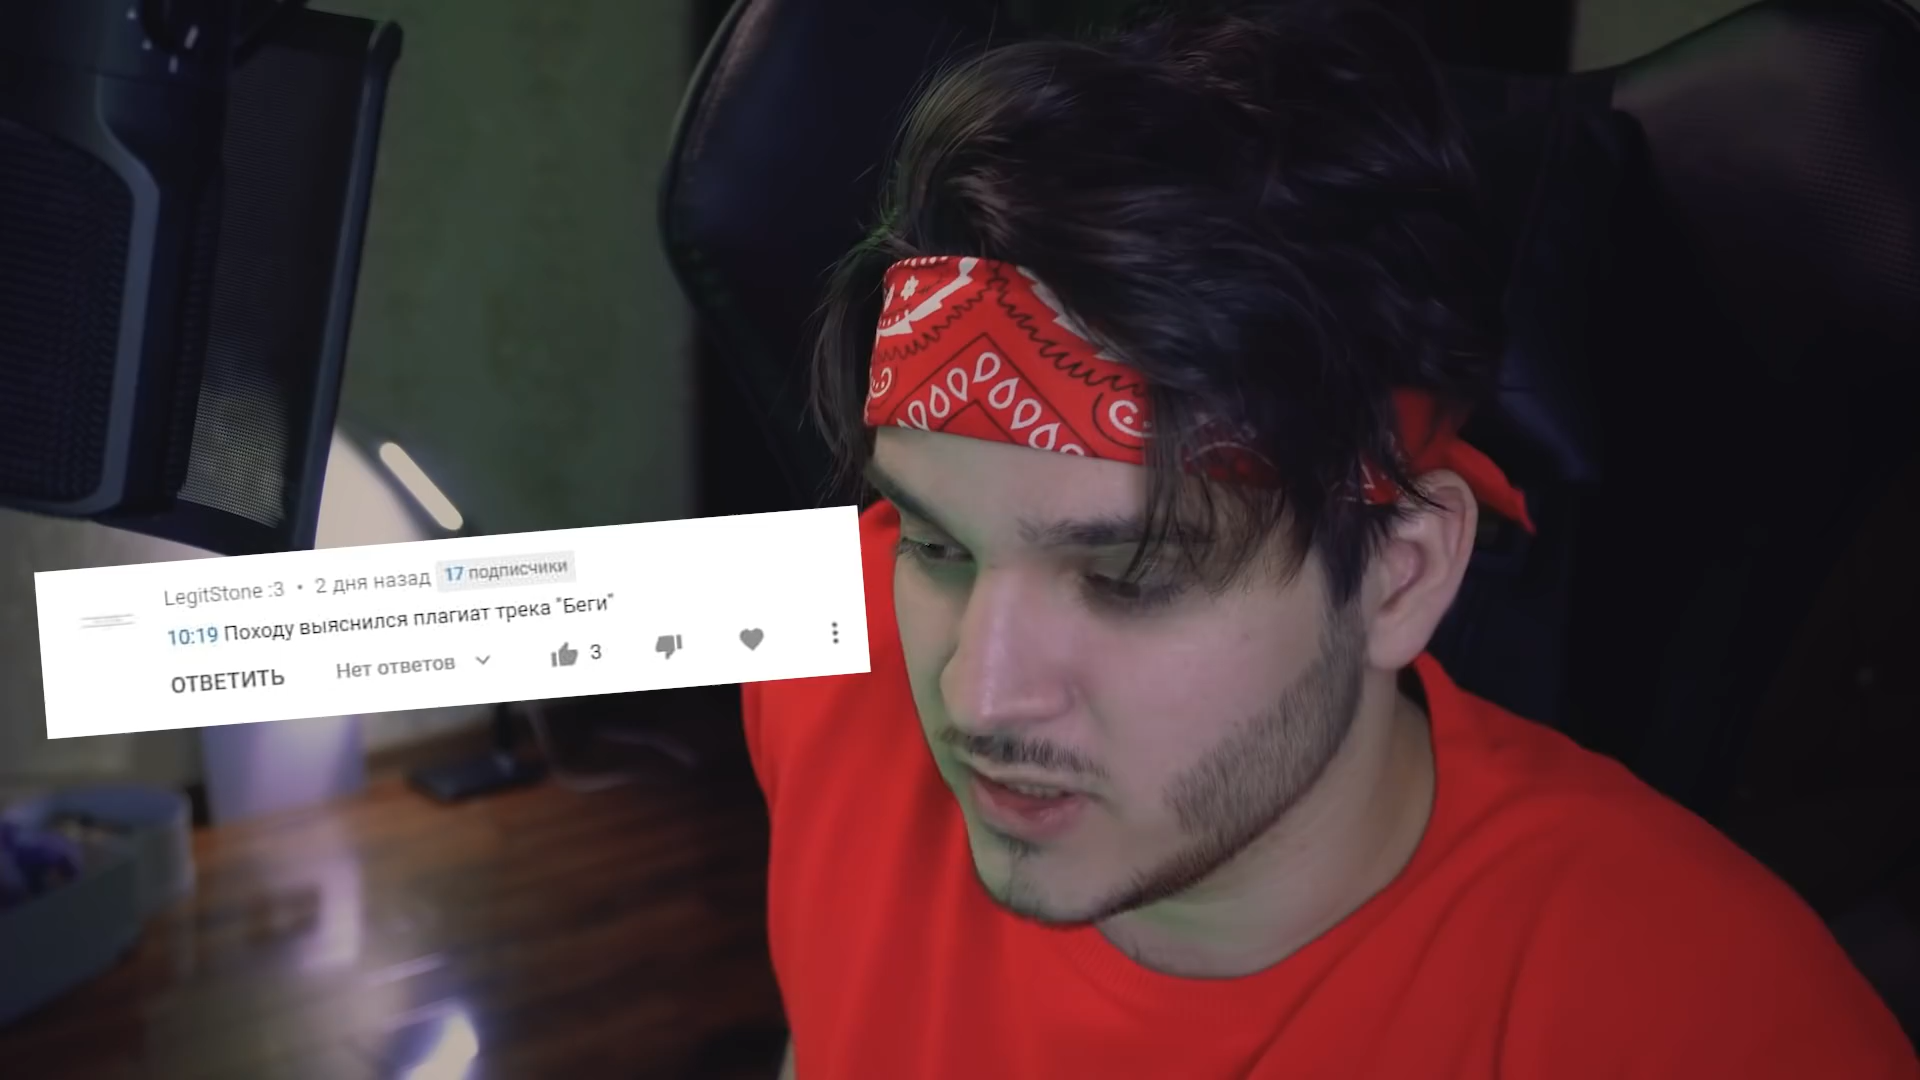 LegitStone :3 • 2 дня назад 17 подписчики
10:19 Походу выяснился плагиат трека "Беги"
ОТВЕТИТЬ Нет ответов 3